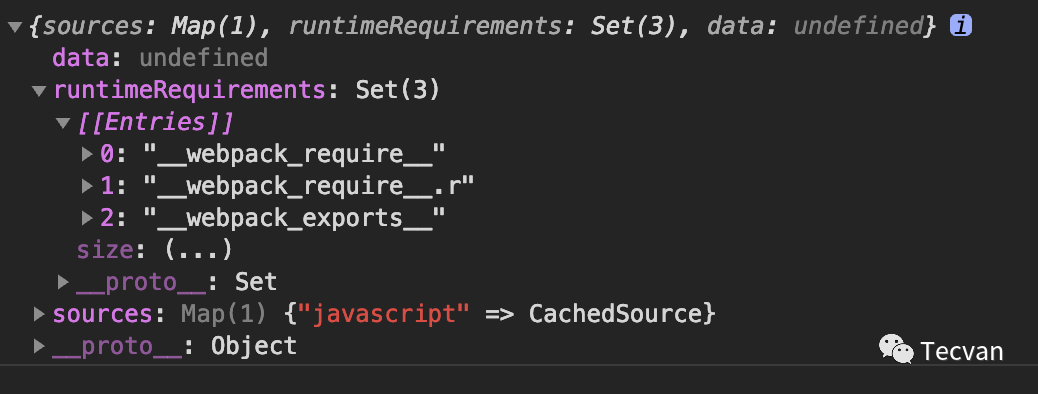 ▼{sources: Map(1), runtimeRequirements: Set(3), data: undefined} i
data: undefined
▼runtimeRequirements: Set(3)
▼[[Entries]]
▶0: "__webpack_require__"
▶1: "__webpack_require__.r"
▶2: "__webpack_exports__"
size: (...)
▶__proto__: Set
▶sources: Map(1) {"javascript" => CachedSource}
▶__proto__: Object
Tecvan